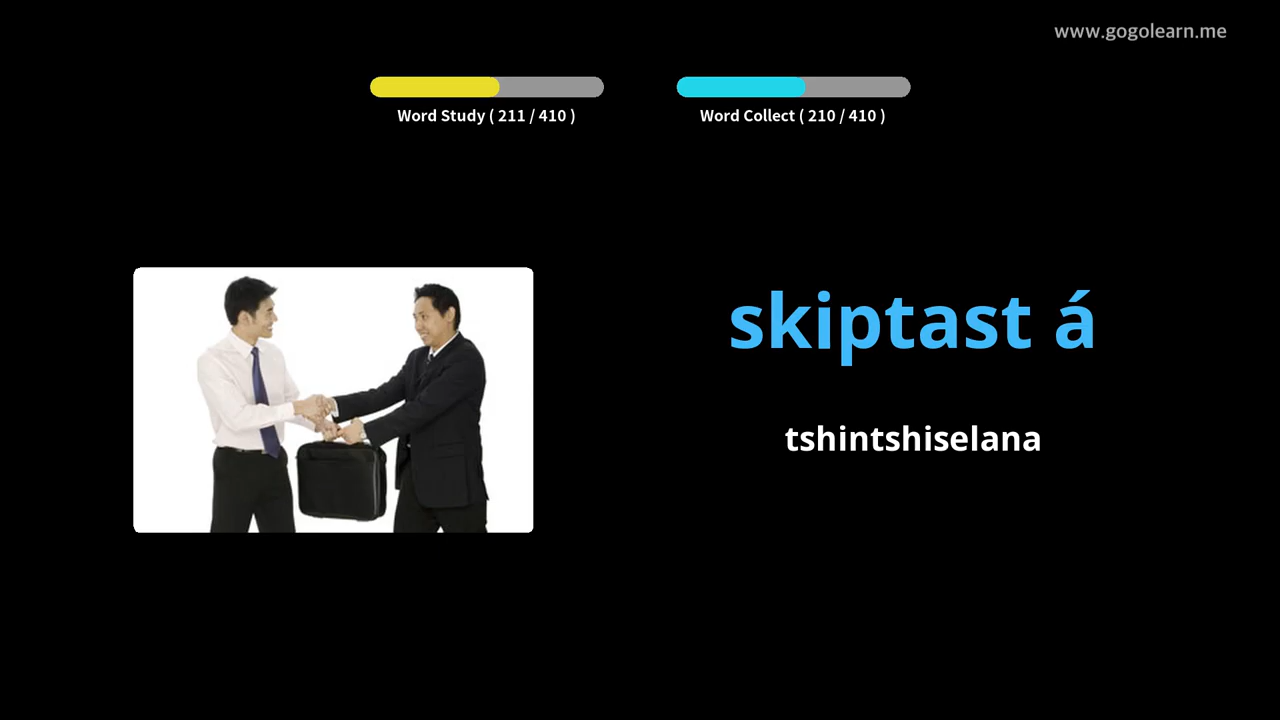 www.gogolearn.me
Word Study ( 211 / 410 )
Word Collect ( 210 / 410 )
skiptast á
tshintshiselana